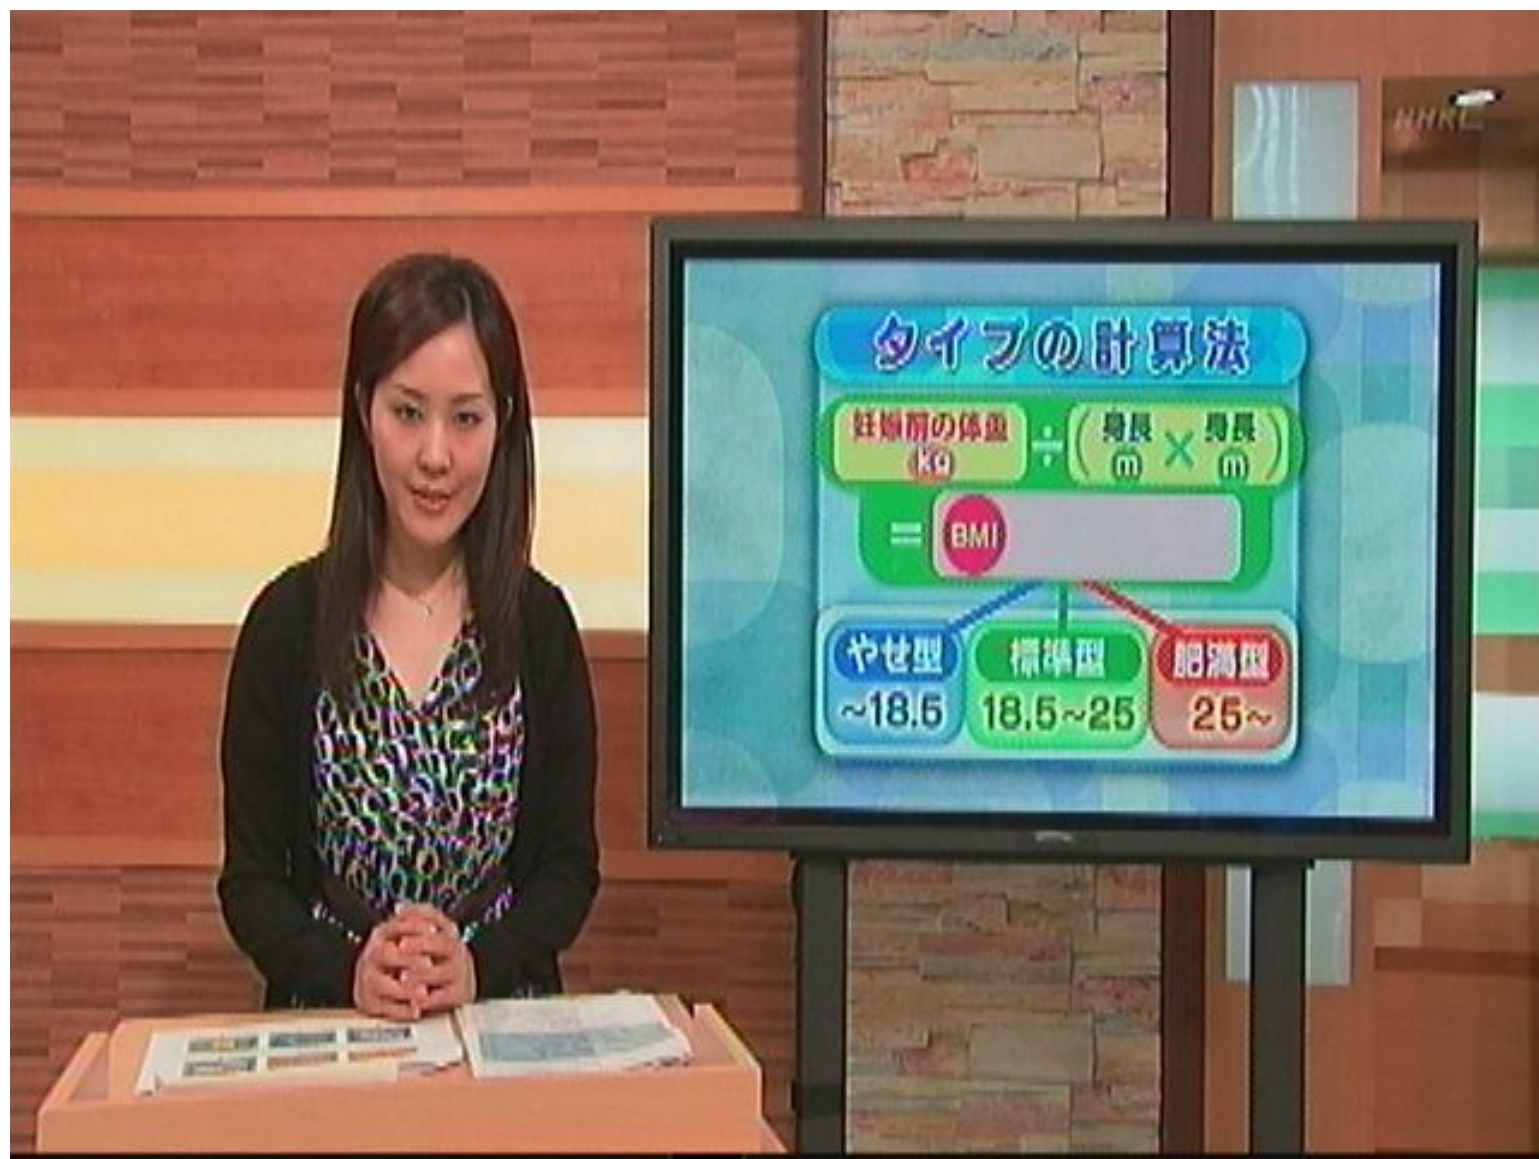 NHK
タイプの計算法
妊娠前の体重 ÷ ( 身長 × 身長 )
kg m m
= BMI
やせ型 標準型 肥満型
~18.5 18.5~25 25~